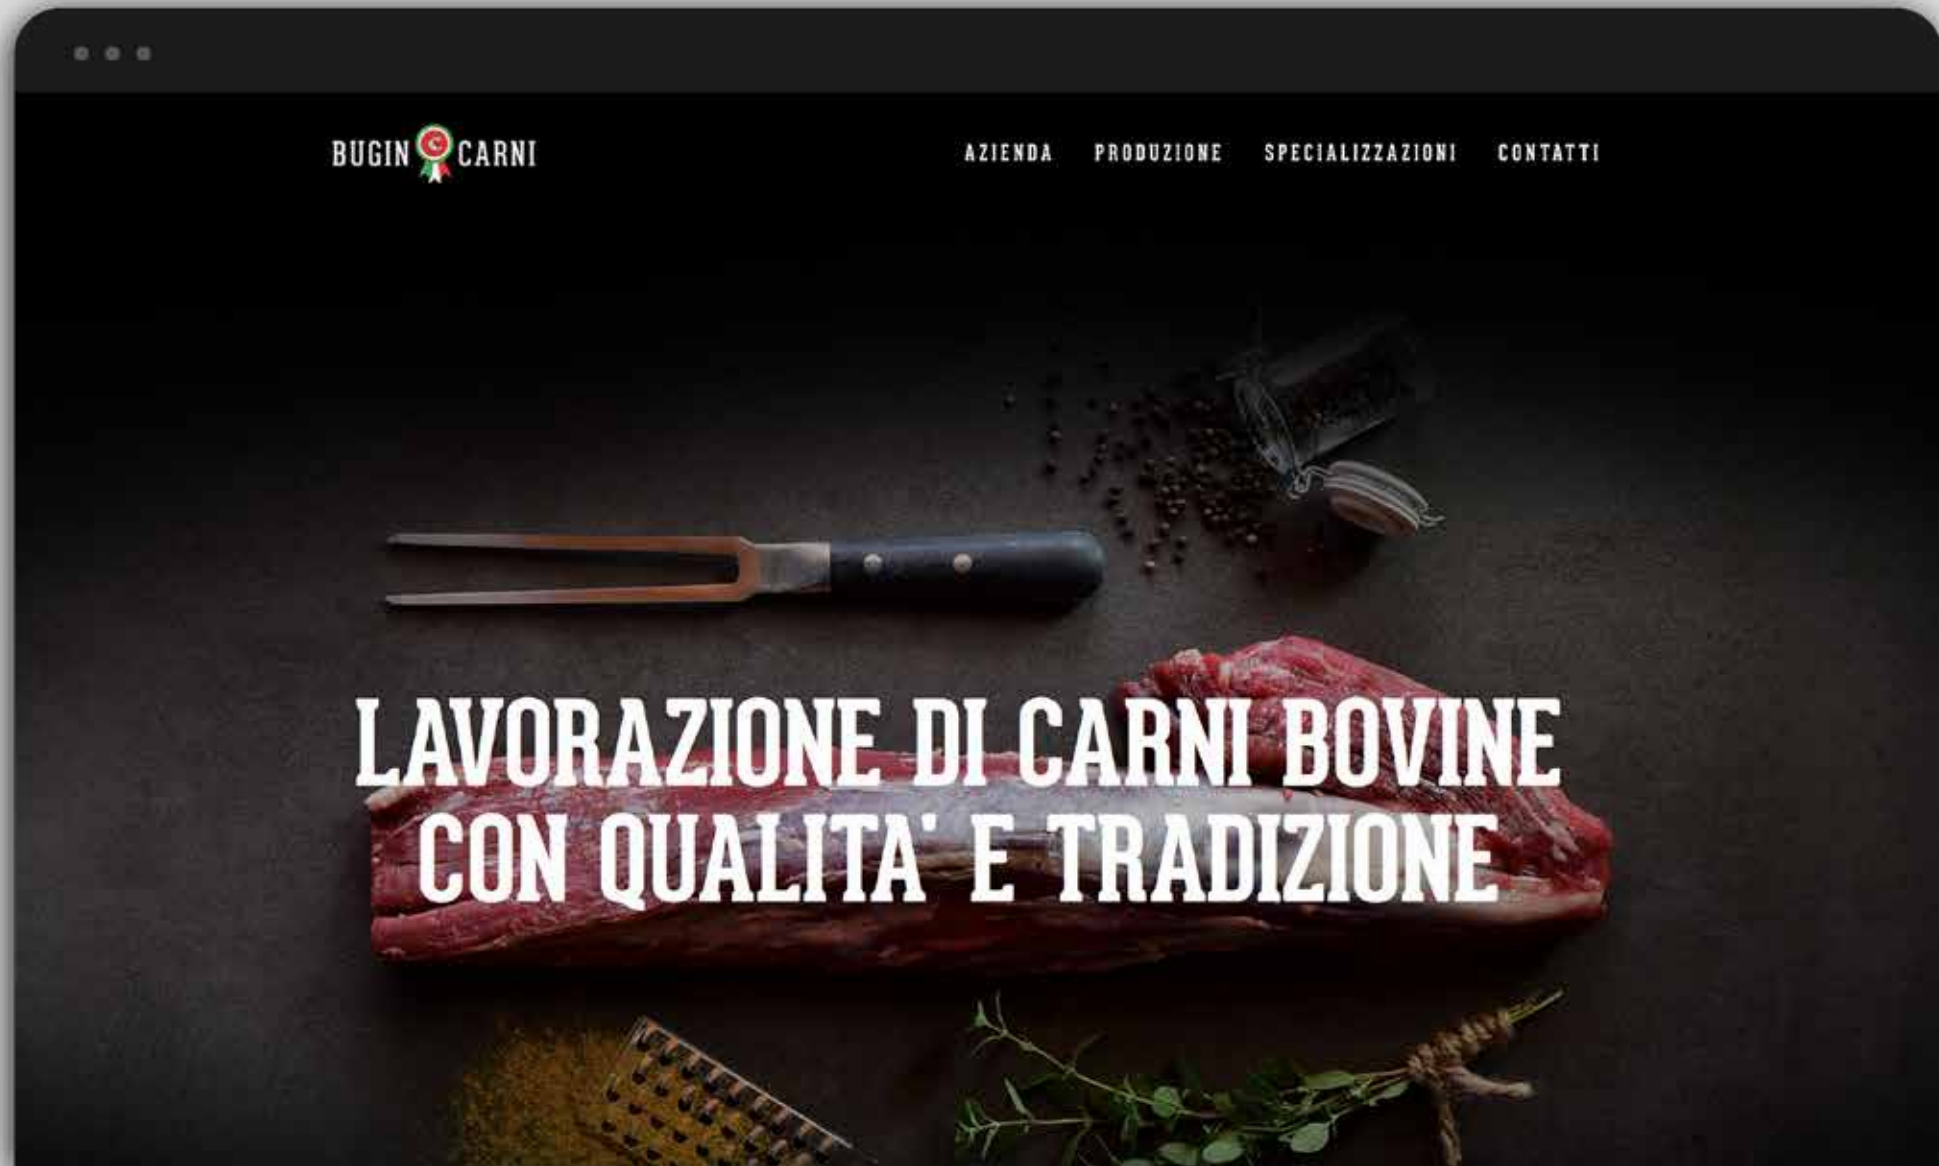 BUGIN CARNI
AZIENDA PRODUZIONE SPECIALIZZAZIONI CONTATTI
LAVORAZIONE DI CARNI BOVINE
CON QUALITA' E TRADIZIONE